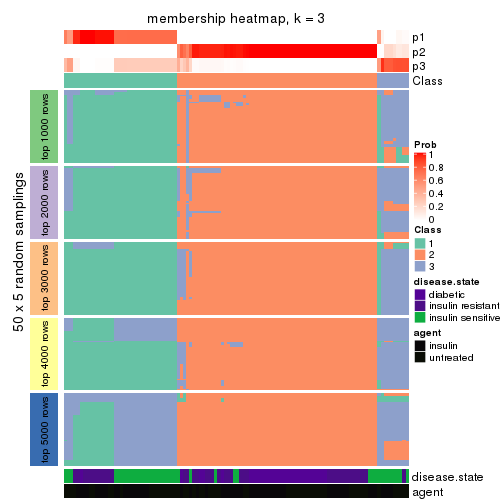 membership heatmap, k = 3
p1
p2
p3
Class
50 x 5 random samplings
top 1000 rows
top 2000 rows
top 3000 rows
top 4000 rows
top 5000 rows
Prob
1
0.8
0.6
0.4
0.2
0
Class
1
2
3
disease.state
diabetic
insulin resistant
insulin sensitive
agent
insulin
untreated
disease.state
agent